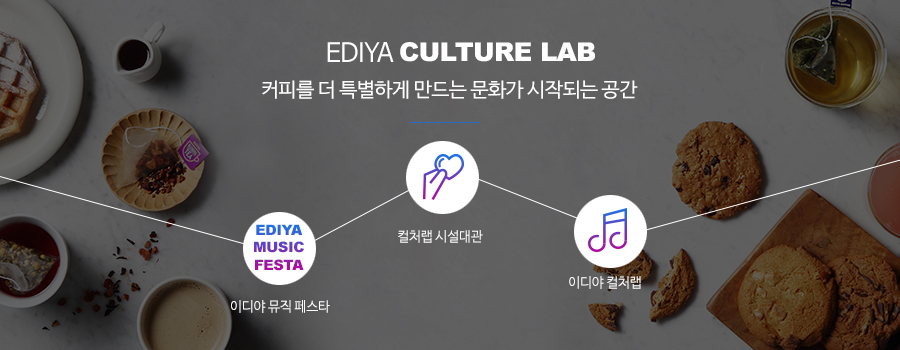 EDIYA CULTURE LAB
커피를 더 특별하게 만드는 문화가 시작되는 공간
EDIYA
MUSIC
FESTA
이디야 뮤직 페스타
컬처랩 시설대관
이디야 컬처랩